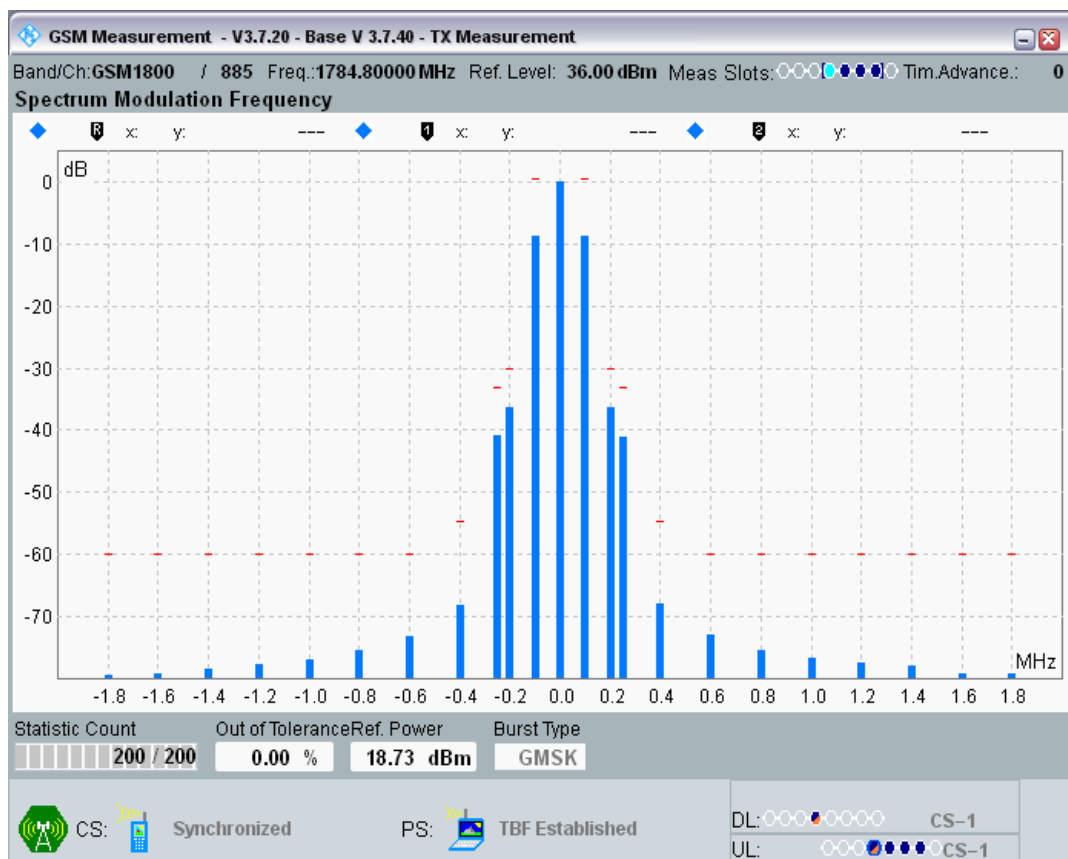 GSM Measurement - V3.7.20 - Base V 3.7.40 - TX Measurement
Band/Ch:GSM1800 / 885 Freq.:1784.80000 MHz Ref. Level: 36.00 dBm Meas Slots: Tim.Advance.: 0
Spectrum Modulation Frequency
R x: y: --- 1 x: y: --- 2 x: y: ---
dB
0
-10
-20
-30
-40
-50
-60
-70
MHz
-1.8 -1.6 -1.4 -1.2 -1.0 -0.8 -0.6 -0.4 -0.2 0.0 0.2 0.4 0.6 0.8 1.0 1.2 1.4 1.6 1.8
Statistic Count Out of Tolerance Ref. Power Burst Type
200 / 200 0.00 % 18.73 dBm GMSK
CS: Synchronized PS: TBF Established DL: CS-1
UL: CS-1